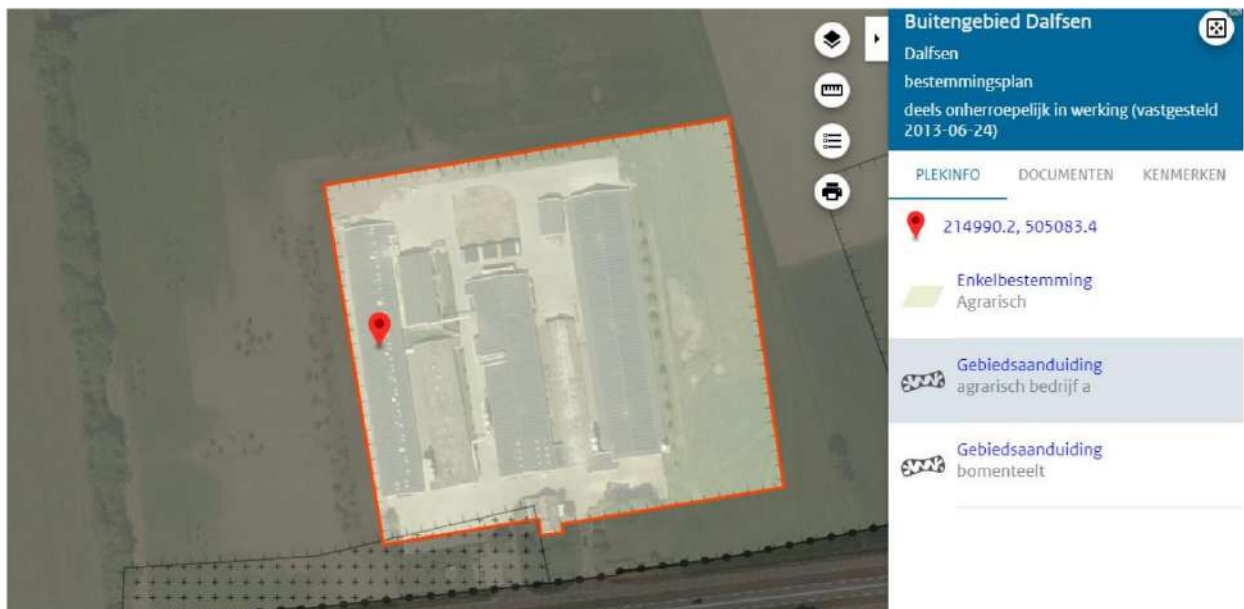 Buitengebied Dalfsen
Dalfsen
bestemmingsplan
deels onherroepelijk in werking (vastgesteld
2013-06-24)
PLEKINFO DOCUMENTEN KENMERKEN
214990.2, 505083.4
Enkelbestemming
Agrarisch
Gebiedsaanduiding
agrarisch bedrijf a
Gebiedsaanduiding
bomenteelt